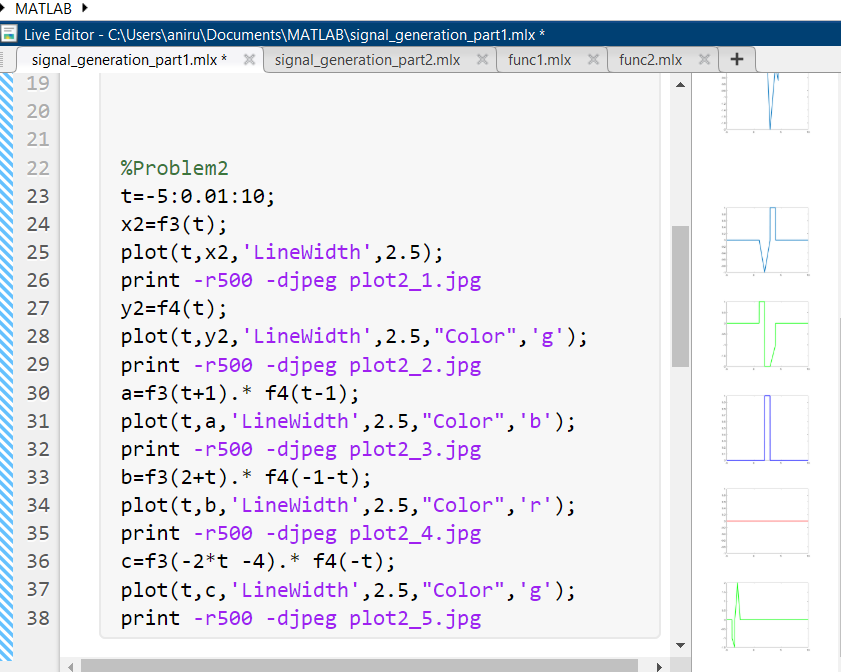 MATLAB
Live Editor - C:\Users\aniru\Documents\MATLAB\signal_generation_part1.mlx *
signal_generation_part1.mlx * × signal_generation_part2.mlx × func1.mlx × func2.mlx × +
19
20
21
22 %Problem2
23 t=-5:0.01:10;
24 x2=f3(t);
25 plot(t,x2,'LineWidth',2.5);
26 print -r500 -djpeg plot2_1.jpg
27 y2=f4(t);
28 plot(t,y2,'LineWidth',2.5,"Color",'g');
29 print -r500 -djpeg plot2_2.jpg
30 a=f3(t+1).* f4(t-1);
31 plot(t,a,'LineWidth',2.5,"Color",'b');
32 print -r500 -djpeg plot2_3.jpg
33 b=f3(2+t).* f4(-1-t);
34 plot(t,b,'LineWidth',2.5,"Color",'r');
35 print -r500 -djpeg plot2_4.jpg
36 c=f3(-2*t -4).* f4(-t);
37 plot(t,c,'LineWidth',2.5,"Color",'g');
38 print -r500 -djpeg plot2_5.jpg